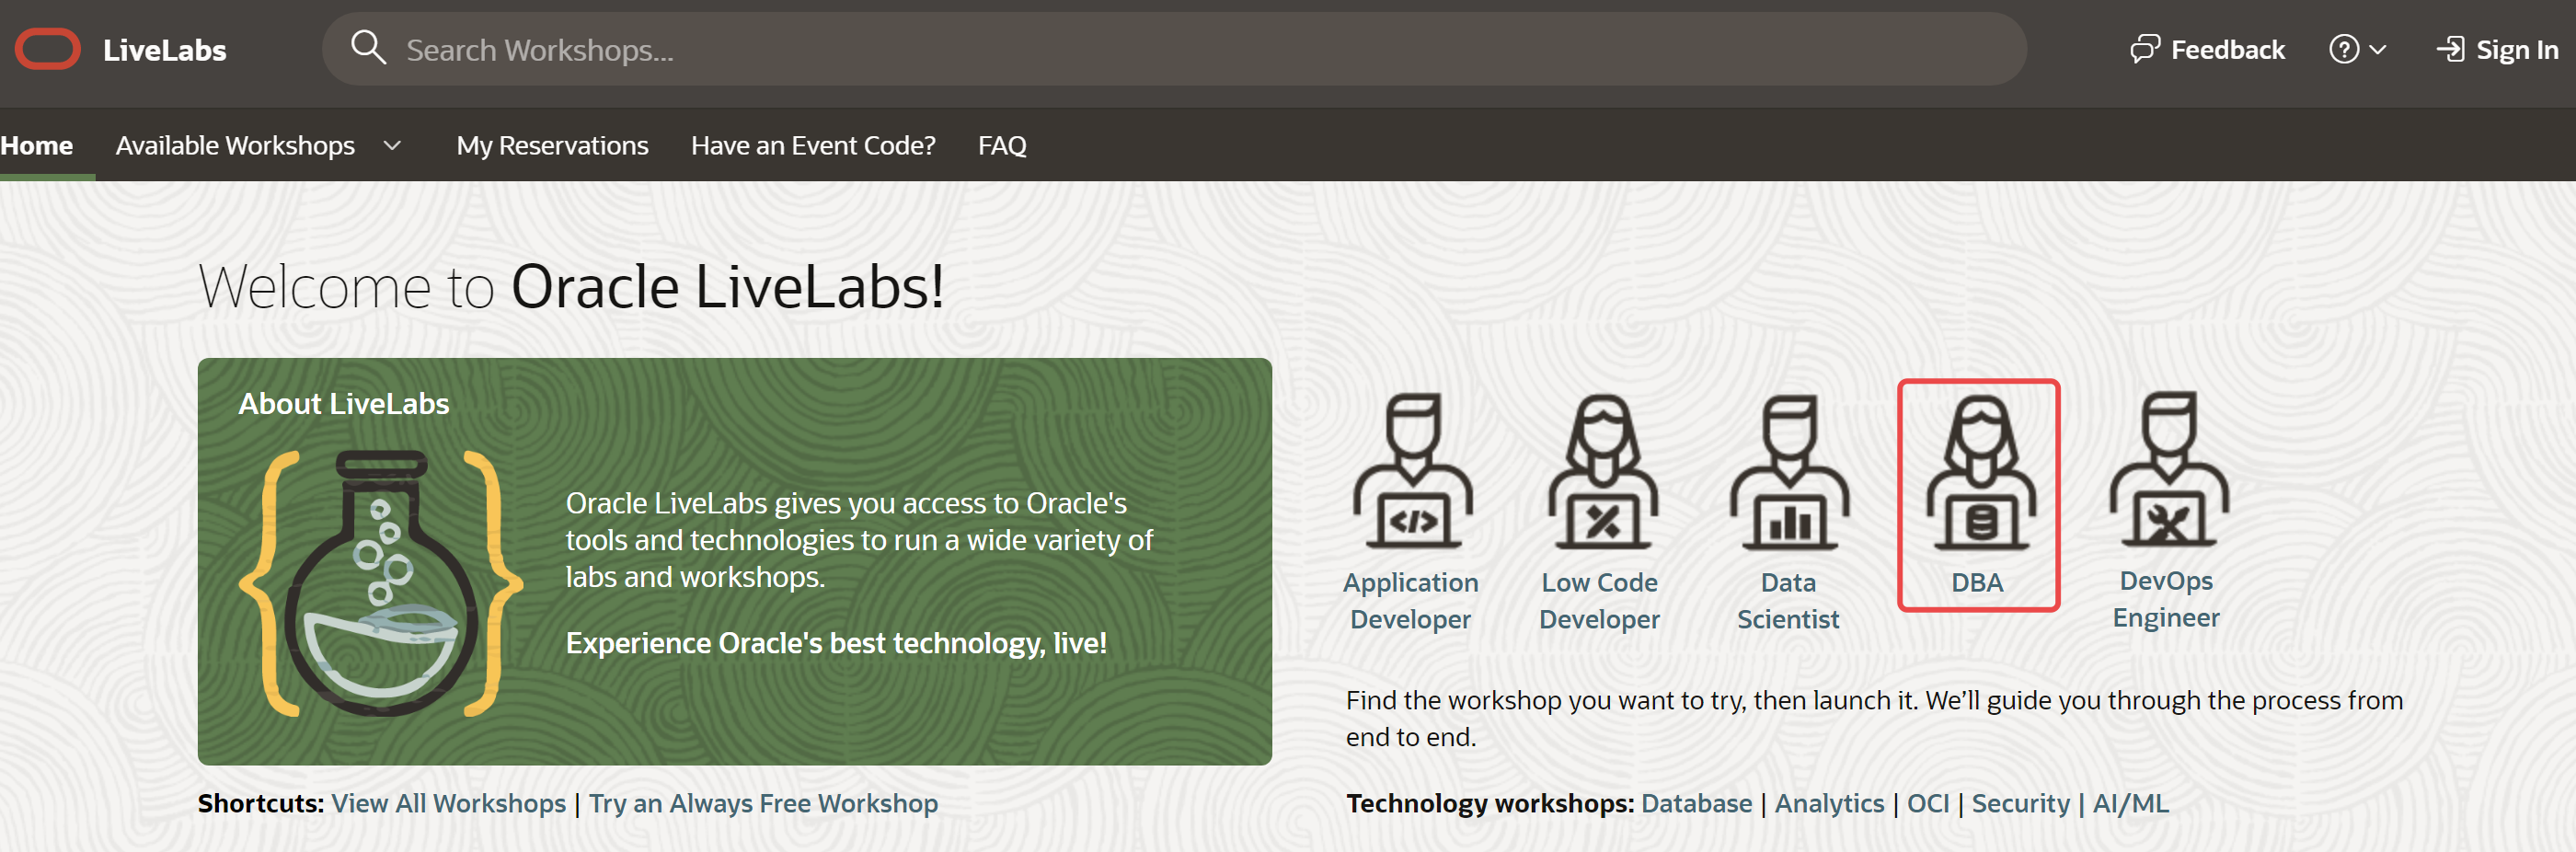 LiveLabs
Search Workshops...
Feedback
Sign In
Home
Available Workshops
My Reservations
Have an Event Code?
FAQ
Welcome to Oracle LiveLabs!
About LiveLabs
Oracle LiveLabs gives you access to Oracle's
tools and technologies to run a wide variety of
labs and workshops.
Experience Oracle's best technology, live!
Shortcuts: View All Workshops | Try an Always Free Workshop
Application
Developer
Low Code
Developer
Data
Scientist
DBA
DevOps
Engineer
Find the workshop you want to try, then launch it. We’ll guide you through the process from
end to end.
Technology workshops: Database | Analytics | OCI | Security | AI/ML